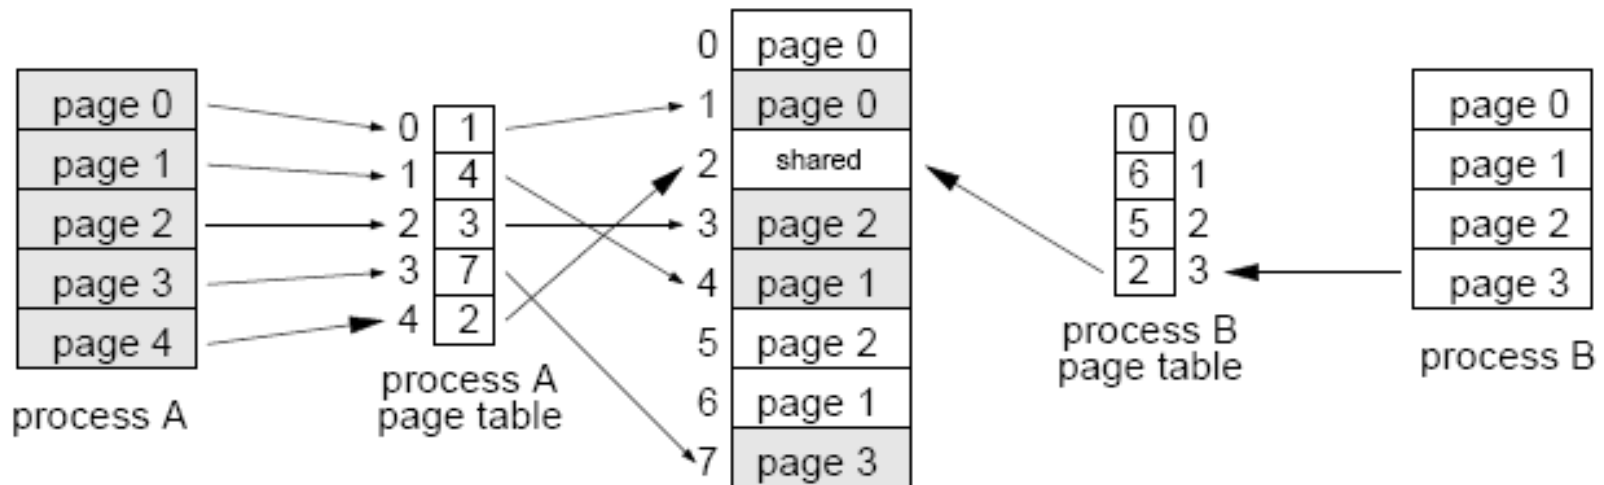 page 0
page 1
page 2
page 3
page 4
process A
0 1
1 4
2 3
3 7
4 2
process A
page table
0 page 0
1 page 0
2 shared
3 page 2
4 page 1
5 page 2
6 page 1
7 page 3
0 0
6 1
5 2
2 3
process B
page table
page 0
page 1
page 2
page 3
process B